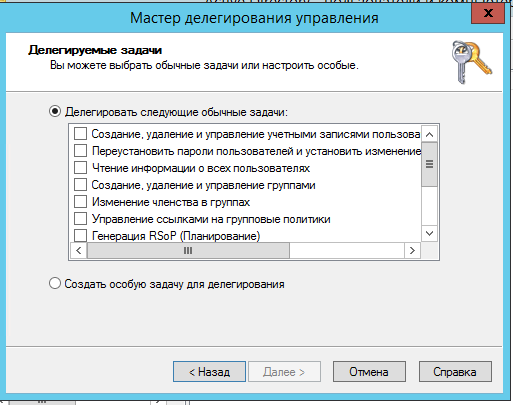 Мастер делегирования управления
x
Делегируемые задачи
Вы можете выбрать обычные задачи или настроить особые.
Делегировать следующие обычные задачи:
Создание, удаление и управление учетными записями пользова
Переустановить пароли пользователей и установить изменение
Чтение информации о всех пользователях
Создание, удаление и управление группами
Изменение членства в группах
Управление ссылками на групповые политики
Генерация RSoP (Планирование)
Создать особую задачу для делегирования
< Назад
Далее >
Отмена
Справка